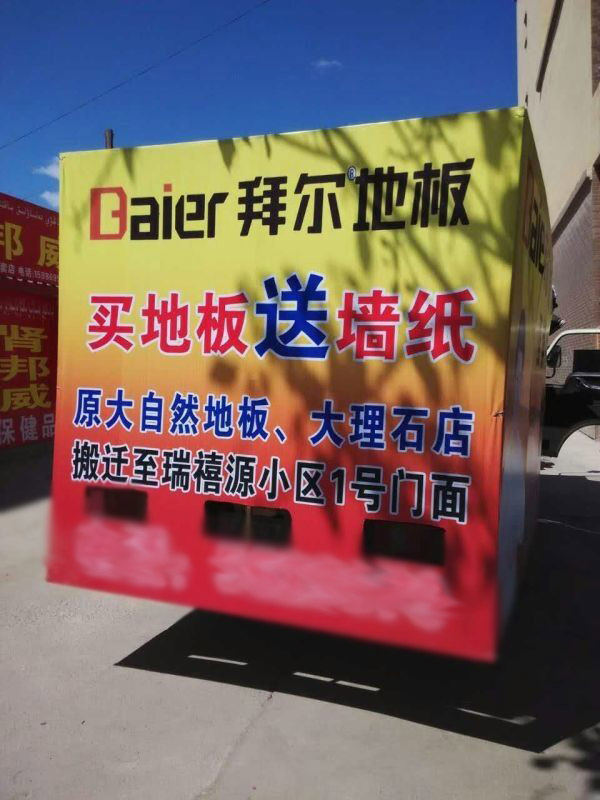 Baier 拜尔®地板
买地板送墙纸
原大自然地板、大理石店
搬迁至瑞禧源小区1号门面
邦威
肾
邦
威
保健品